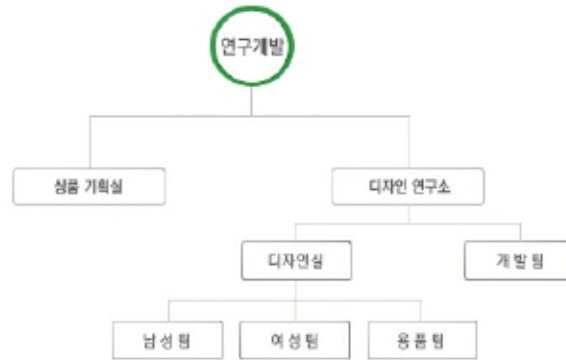 연구개발
상품 기획실
디자인 연구소
디자인실
개 발 팀
남 성 팀
여 성 팀
용 품 팀